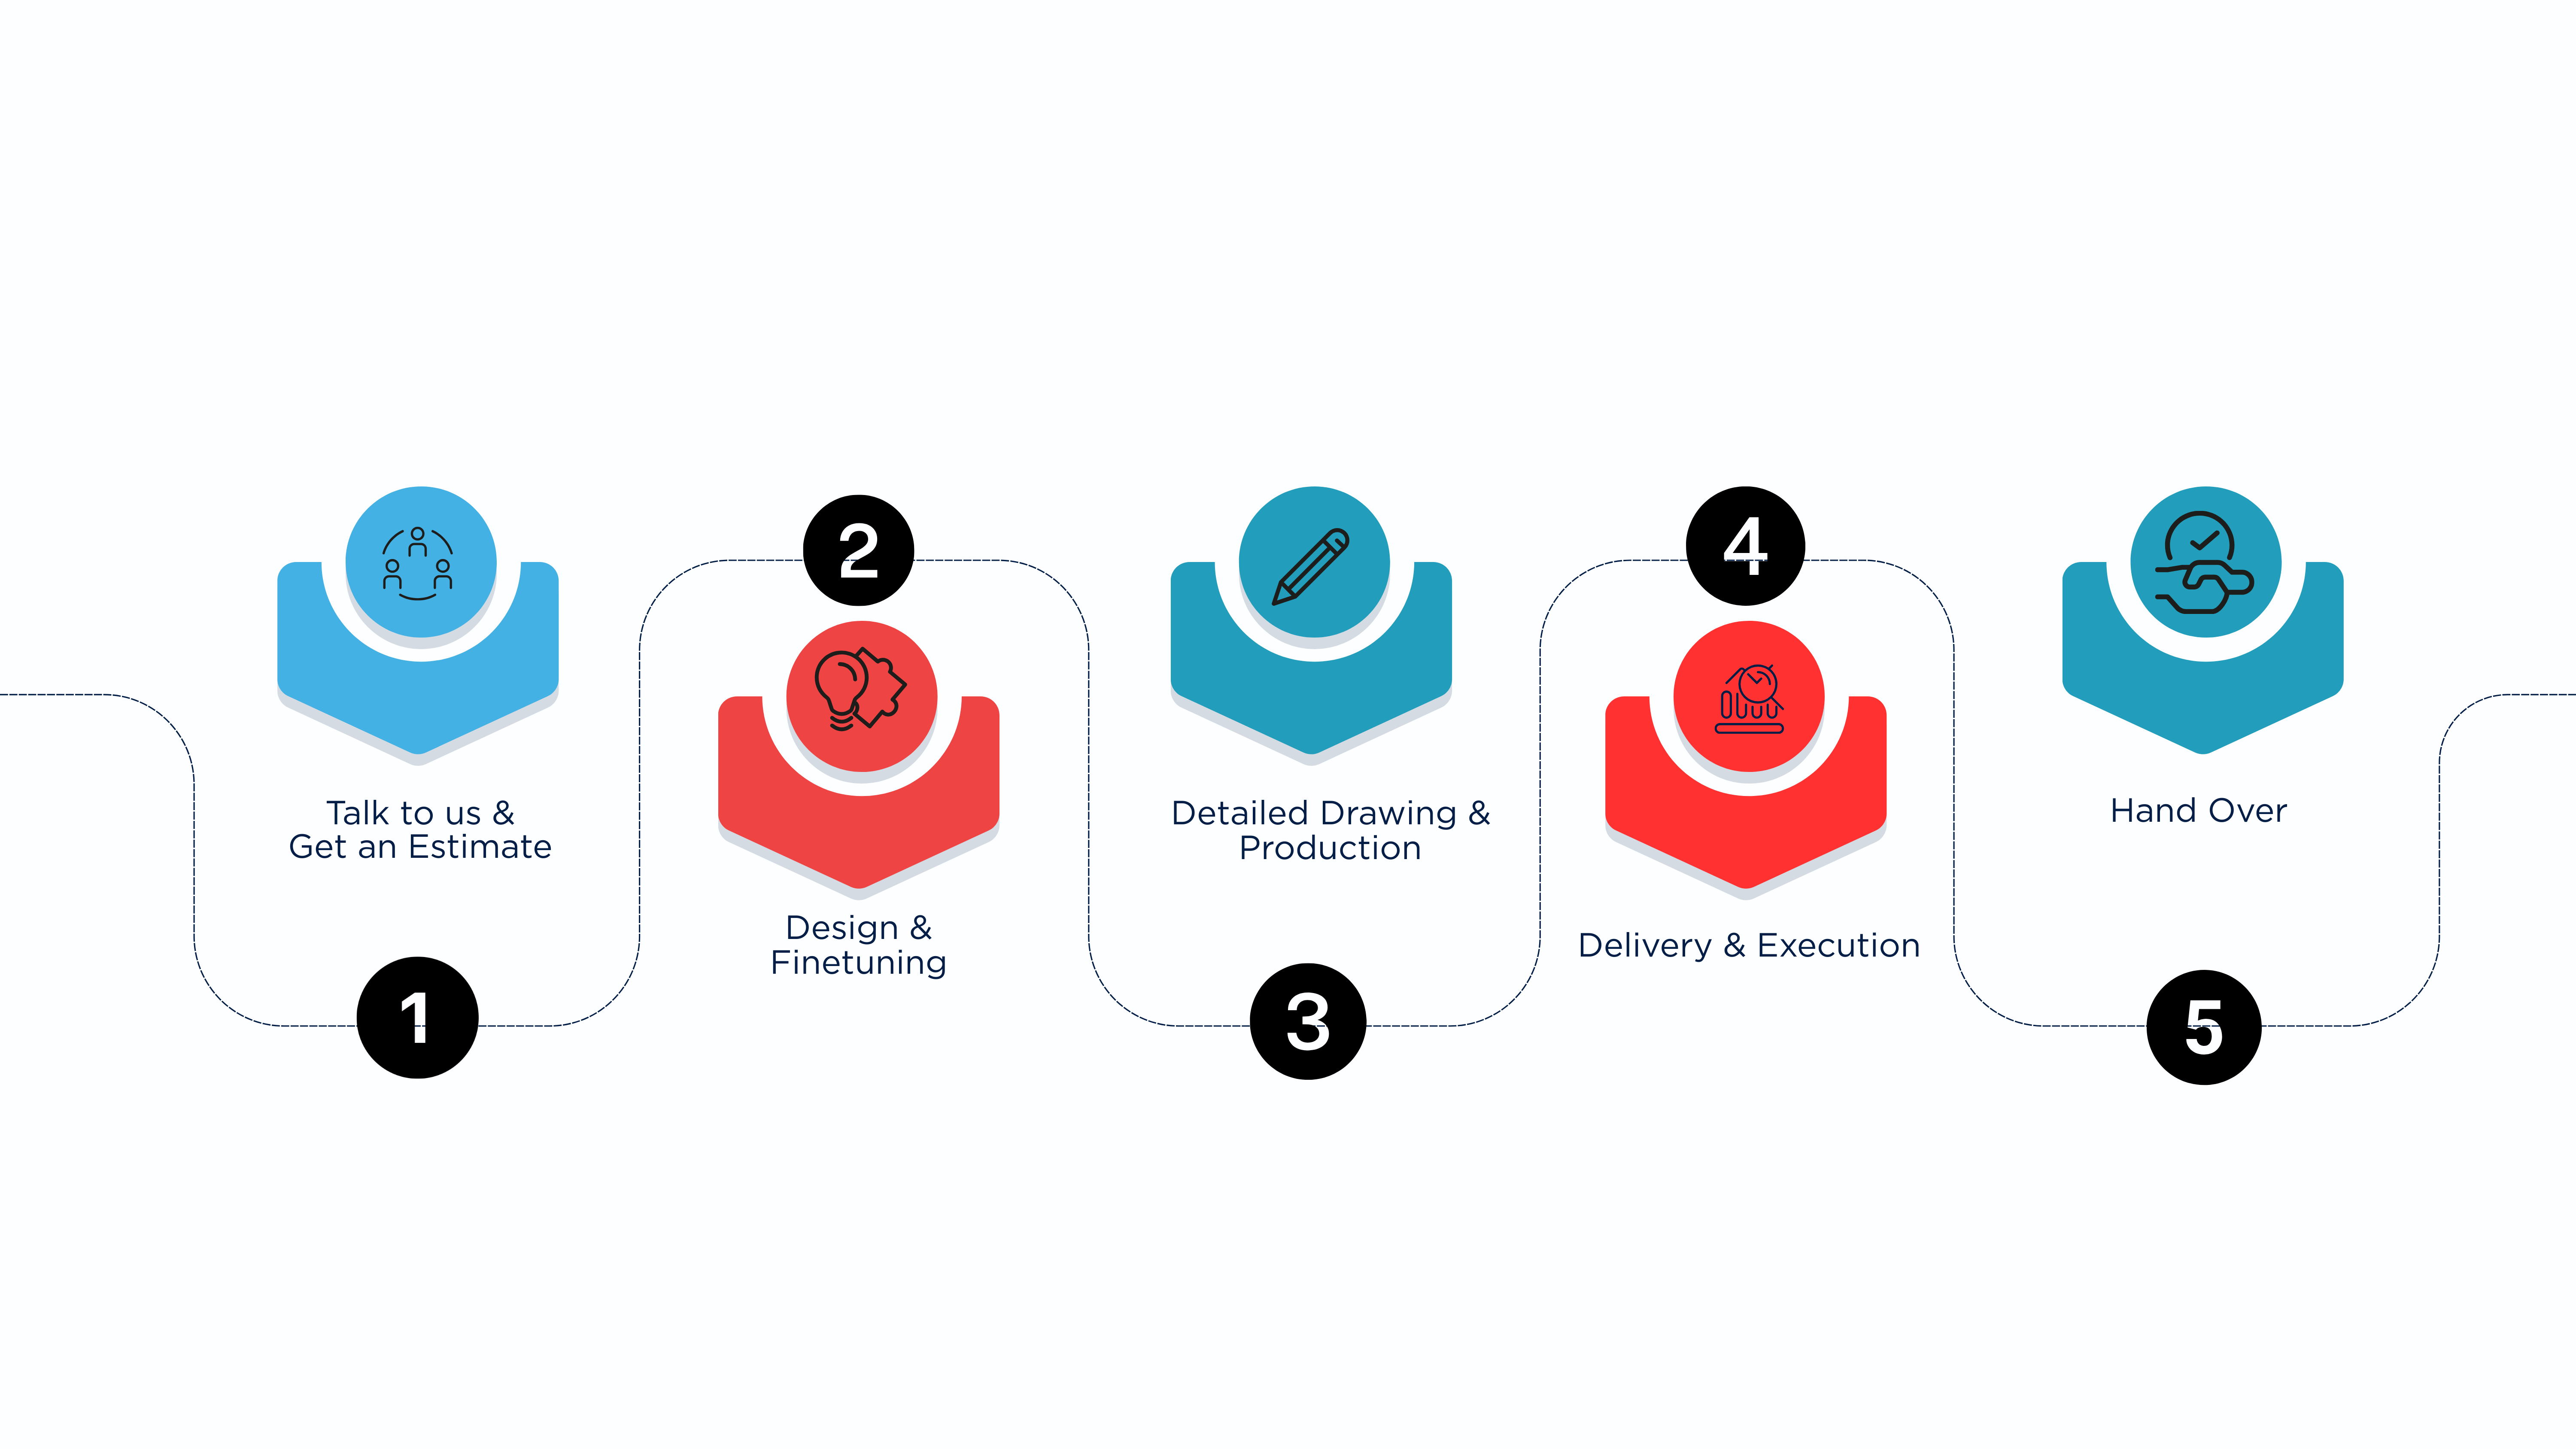 Talk to us &
Get an Estimate
1
2
Design &
Finetuning
Detailed Drawing &
Production
3
4
Delivery & Execution
Hand Over
5